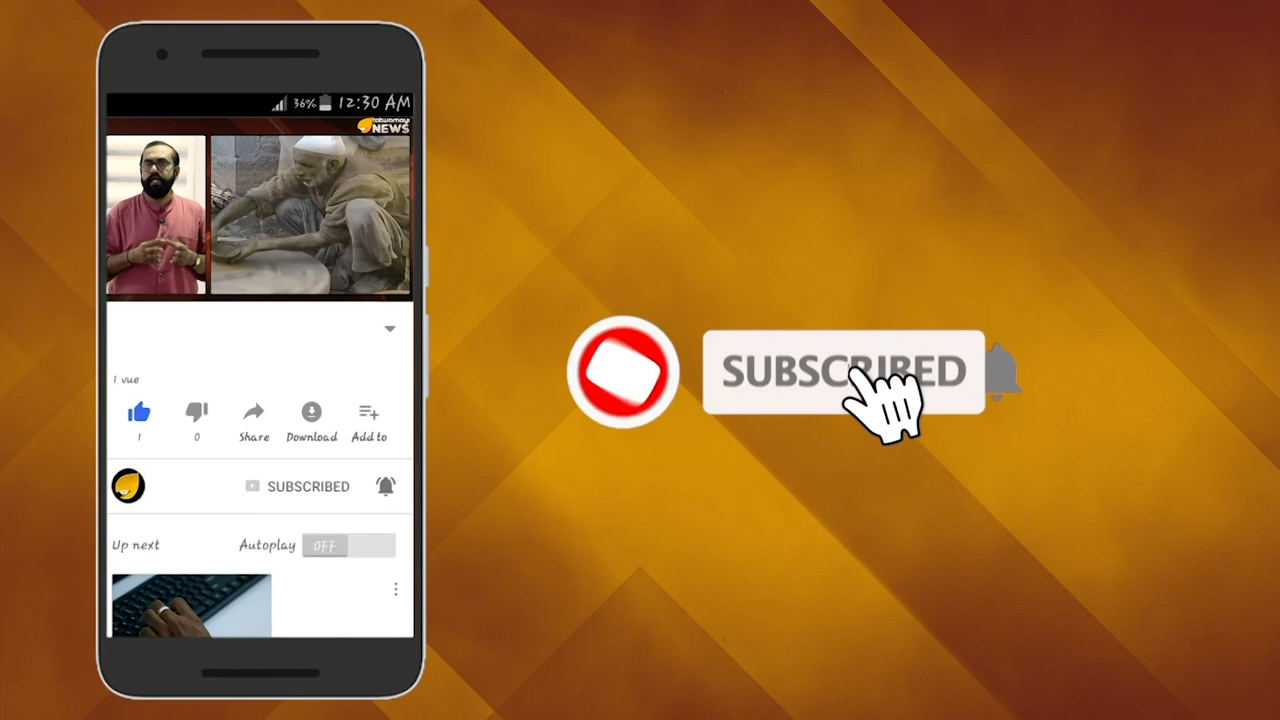 36% 12:30 AM
tatwamayi
NEWS
1 vue
1
0
Share
Download
Add to
SUBSCRIBED
Up next
Autoplay
OFF
SUBSCRIBED